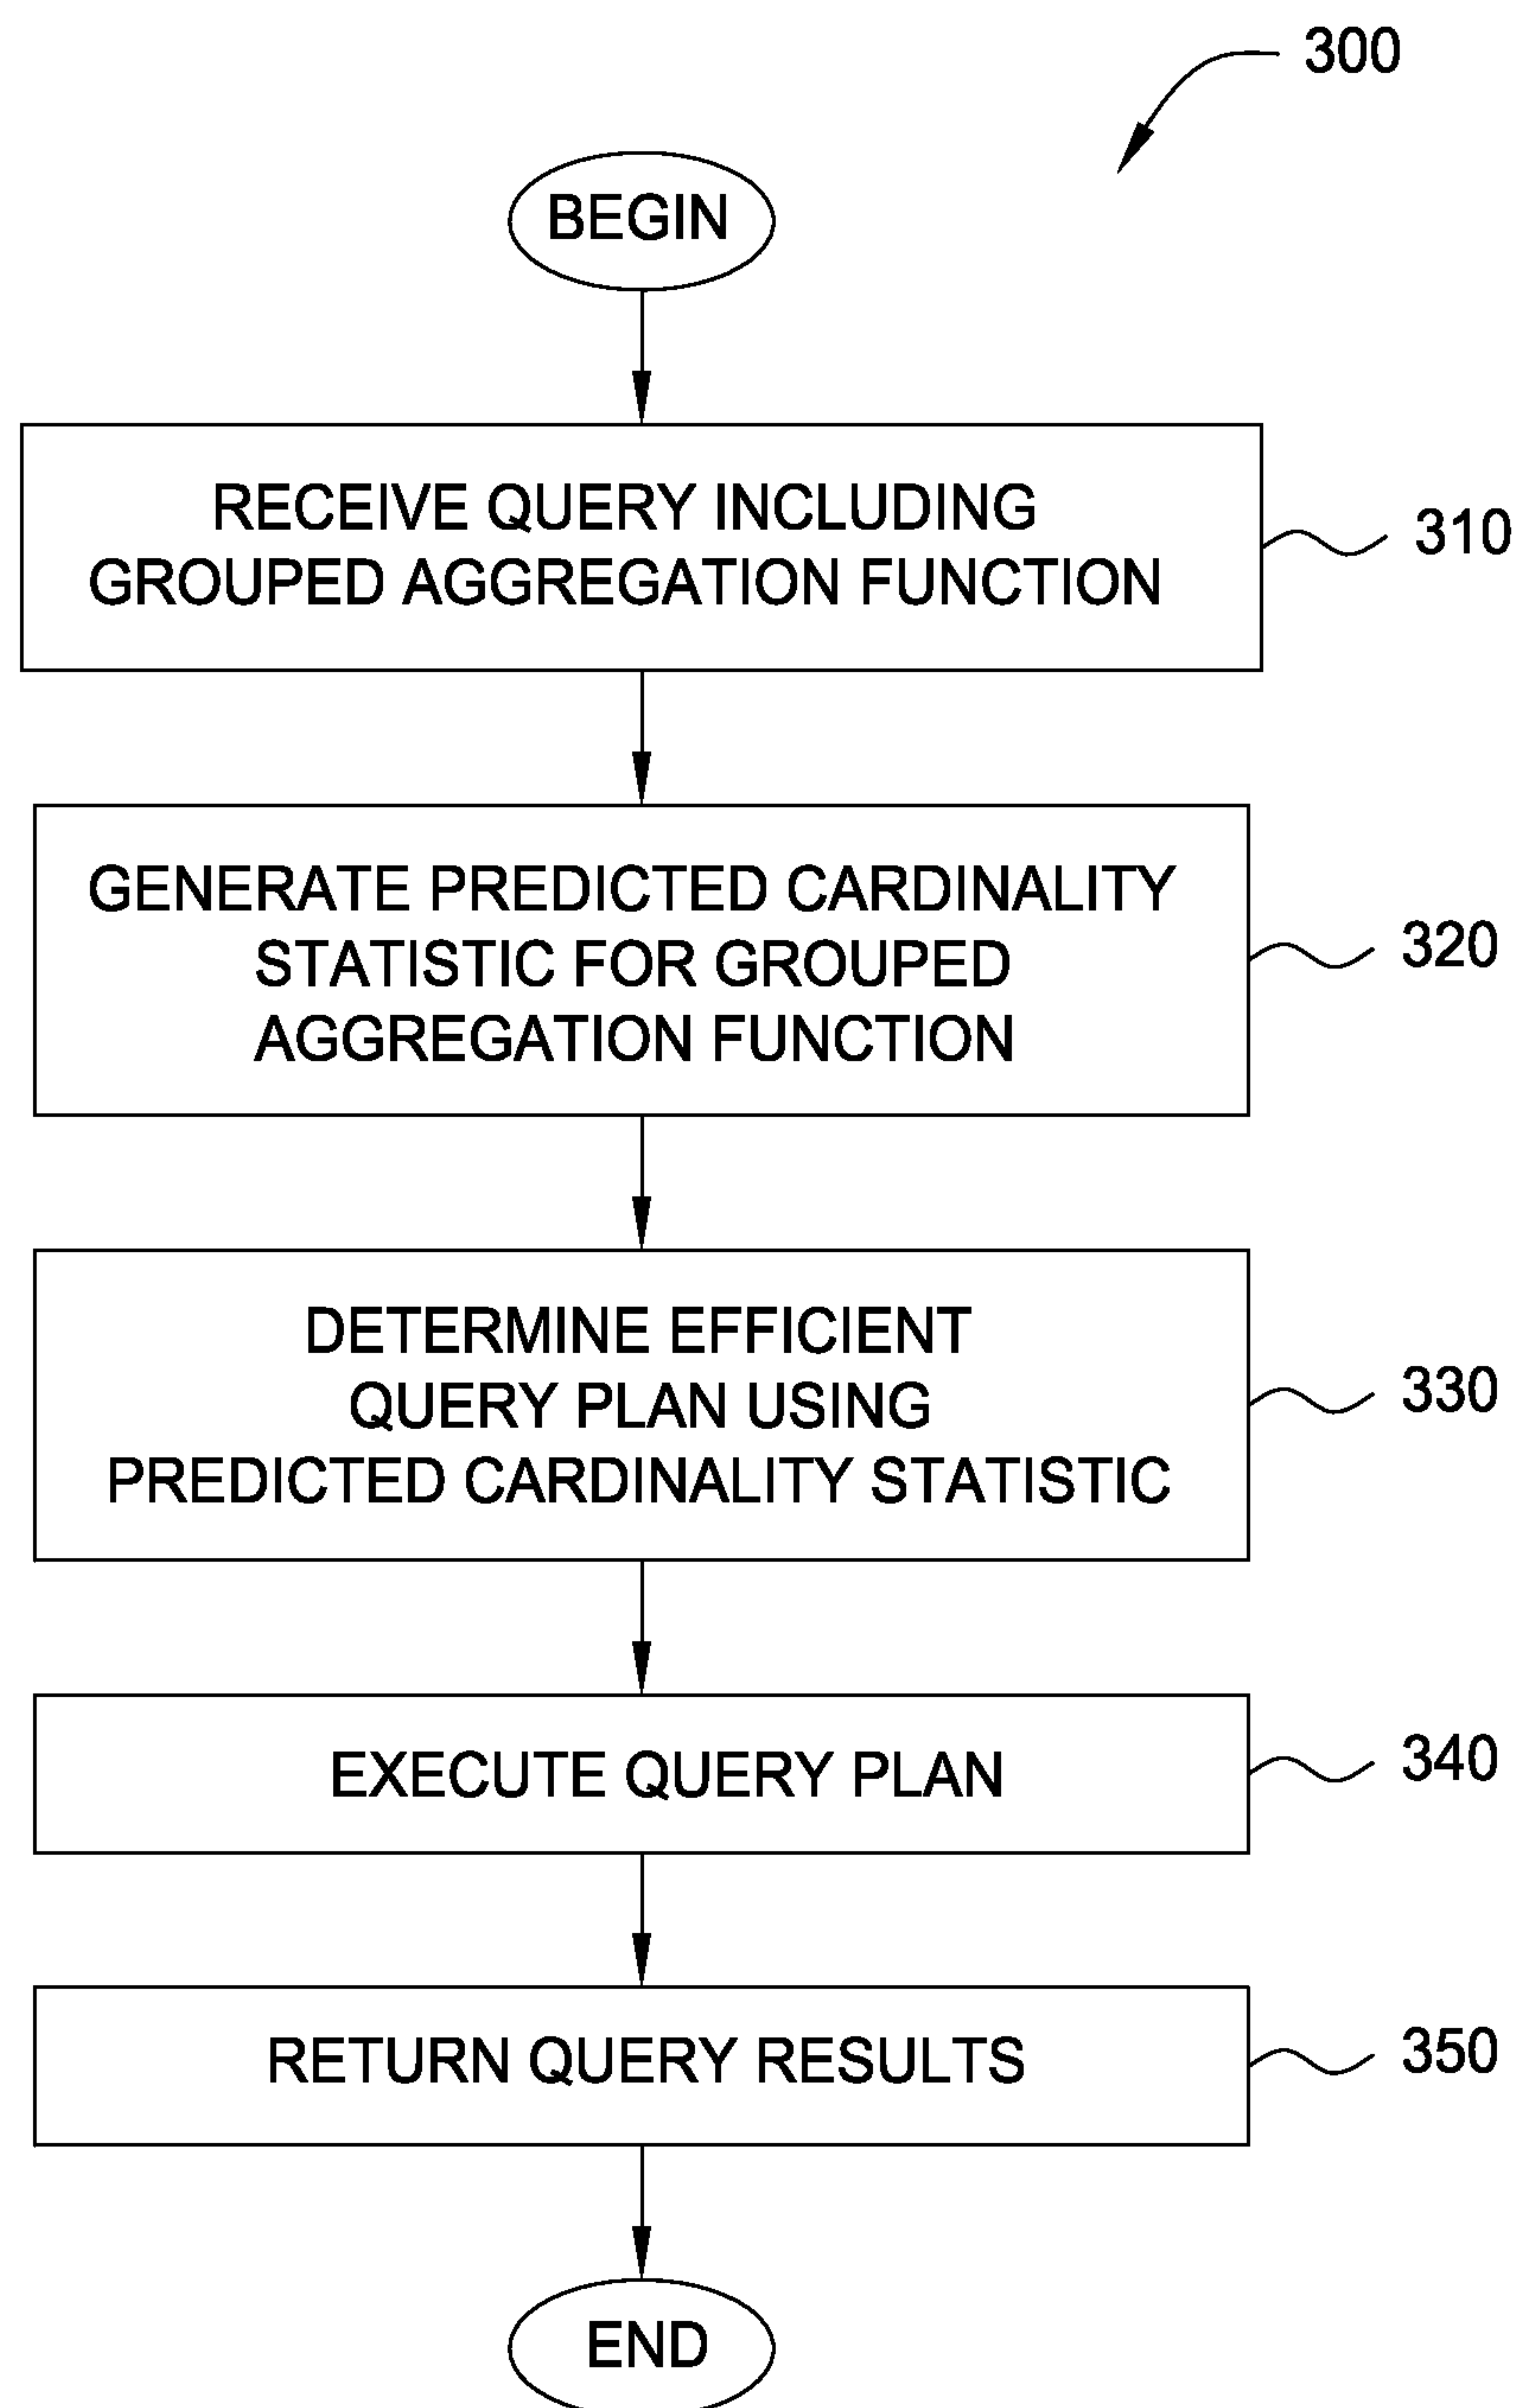 300
BEGIN
RECEIVE QUERY INCLUDING
GROUPED AGGREGATION FUNCTION
310
GENERATE PREDICTED CARDINALITY
STATISTIC FOR GROUPED
AGGREGATION FUNCTION
320
DETERMINE EFFICIENT
QUERY PLAN USING
PREDICTED CARDINALITY STATISTIC
330
EXECUTE QUERY PLAN
340
RETURN QUERY RESULTS
350
END